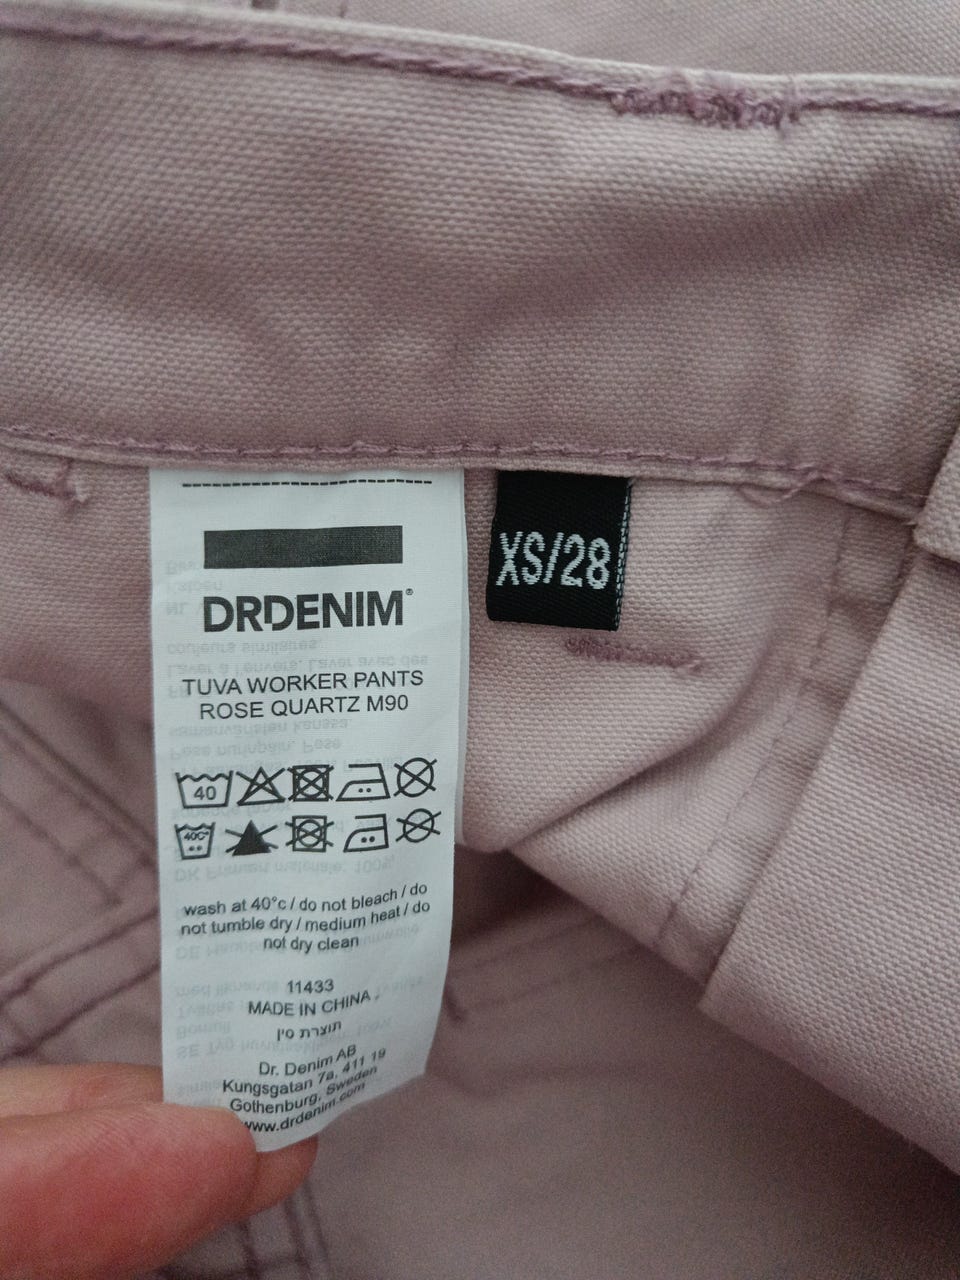 DRDENIM®
TUVA WORKER PANTS
ROSE QUARTZ M90
40
40C°
wash at 40°c / do not bleach / do
not tumble dry / medium heat / do
not dry clean
11433
MADE IN CHINA
תוצרת סין
Dr. Denim AB
Kungsgatan 7a, 411 19
Gothenburg, Sweden
www.drdenim.com
XS/28